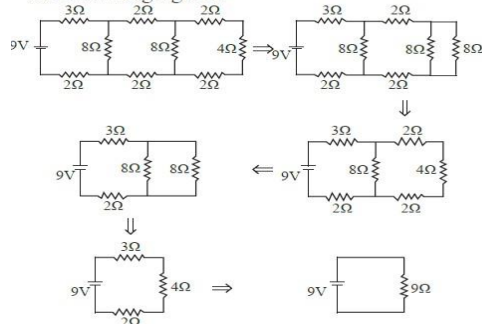 3Ω 2Ω 2Ω 3Ω 2Ω
9V 8Ω 8Ω 4Ω 9V 8Ω 8Ω 8Ω
2Ω 2Ω 2Ω 2Ω 2Ω
3Ω 3Ω 2Ω
9V 8Ω 8Ω 9V 8Ω 4Ω
2Ω 2Ω 2Ω
3Ω
9V 4Ω 9V 9Ω
2Ω